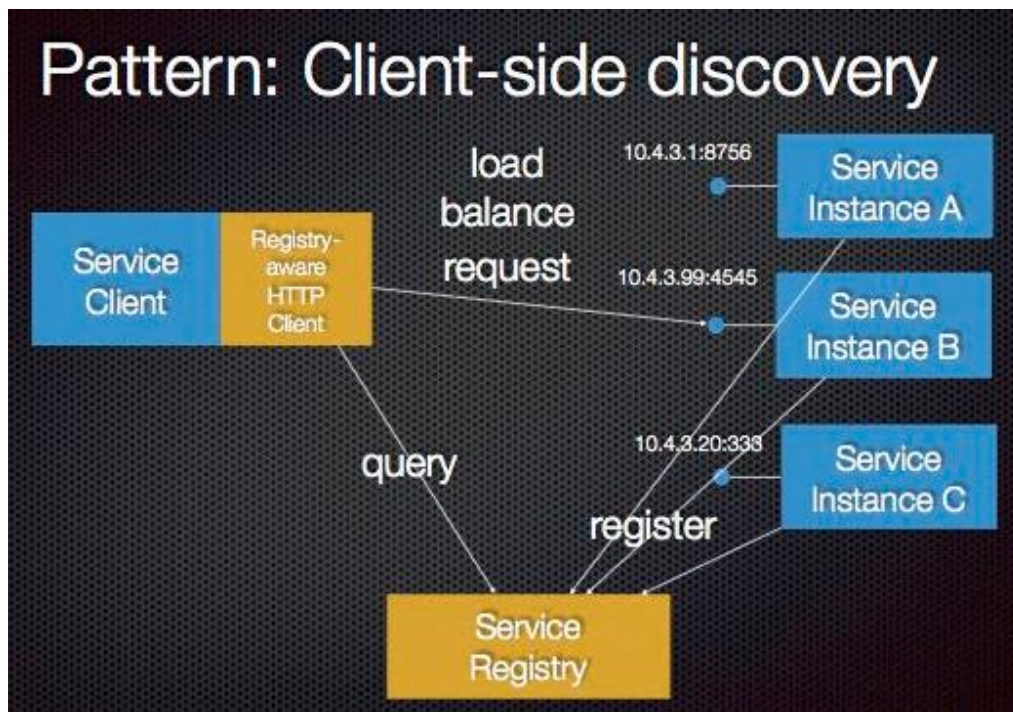 Pattern: Client-side discovery
load
balance
request
10.4.3.1:8756
Service
Instance A
Service
Client
Registry-
aware
HTTP
Client
10.4.3.99:4545
Service
Instance B
query
10.4.3.20:333
Service
Instance C
register
Service
Registry